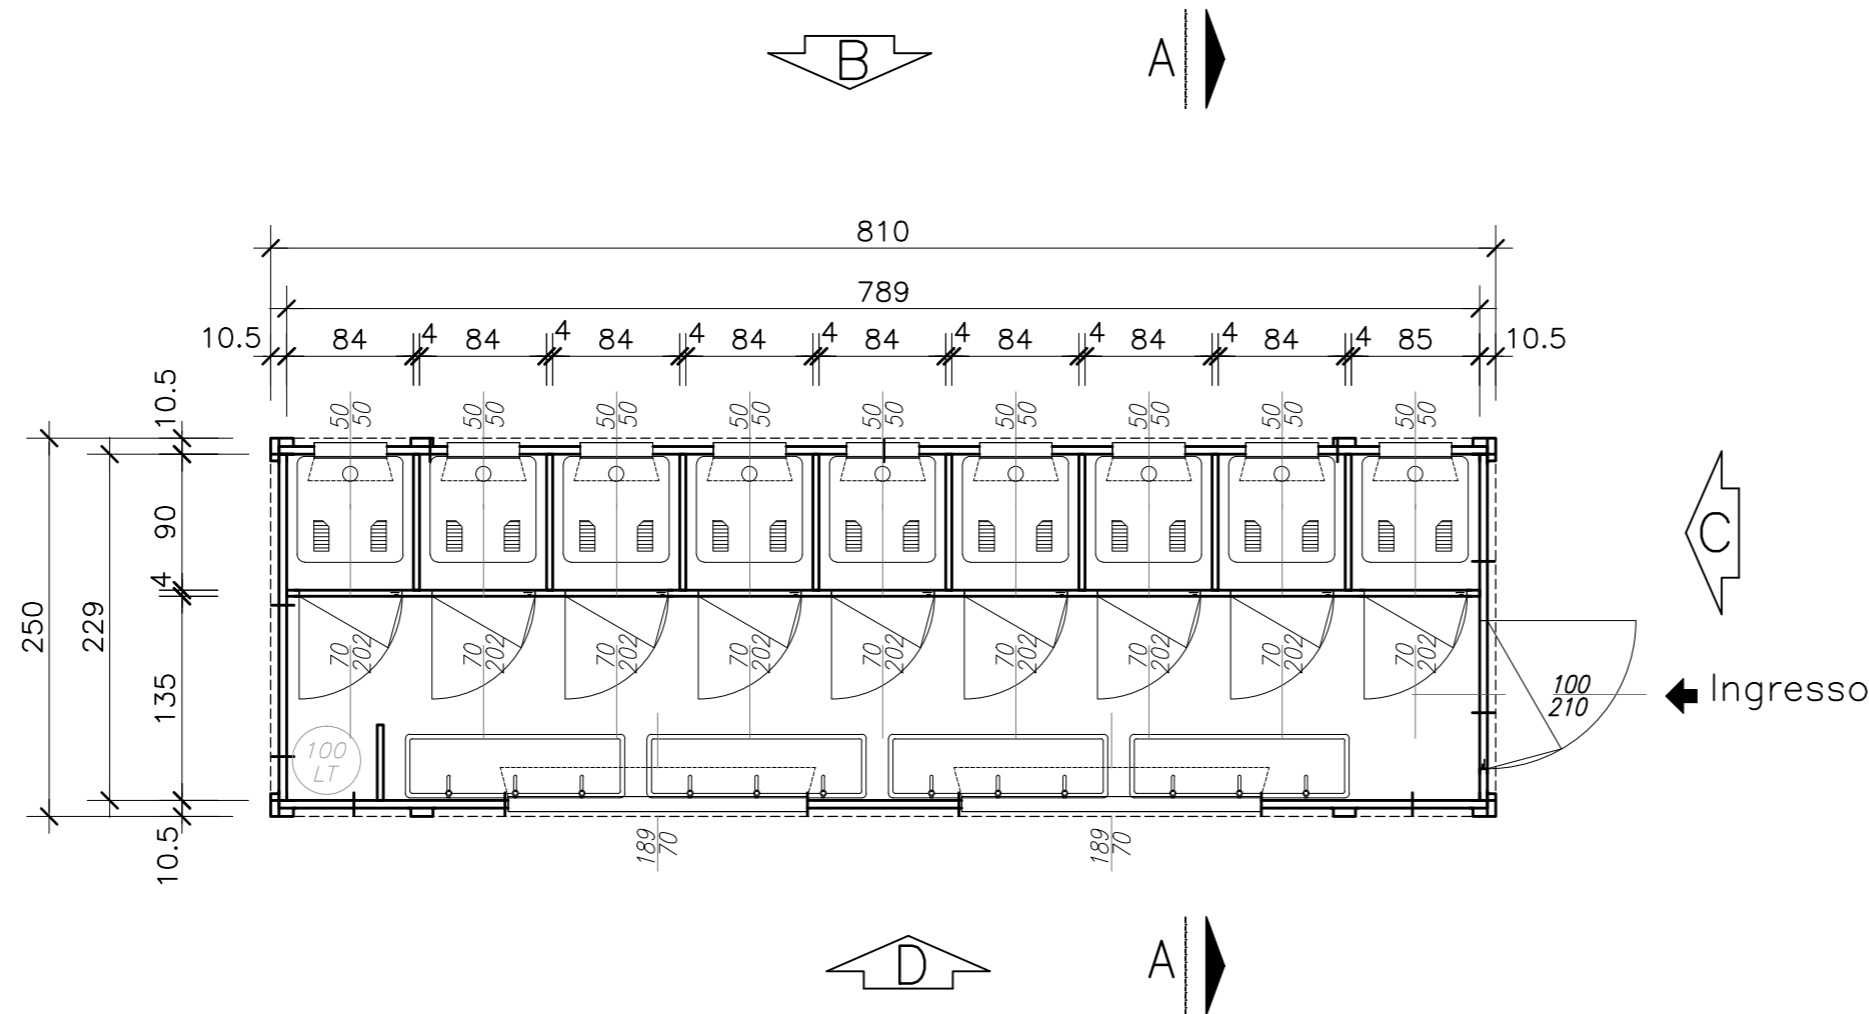 B
A
810
789
10.5 84 4 84 4 84 4 84 4 84 4 84 4 84 4 84 4 85 10.5
10.5
90
4
135
10.5
250
229
50 50 50 50 50 50 50 50 50
50 50 50 50 50 50 50 50 50
C
70 70 70 70 70 70 70 70 70
202 202 202 202 202 202 202 202 202
100
210
Ingresso
100
LT
189
70
189
70
D
A